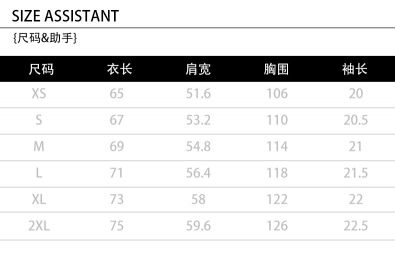 SIZE ASSISTANT
{尺码&助手}
尺码 衣长 肩宽 胸围 袖长
XS 65 51.6 106 20
S 67 53.2 110 20.5
M 69 54.8 114 21
L 71 56.4 118 21.5
XL 73 58 122 22
2XL 75 59.6 126 22.5